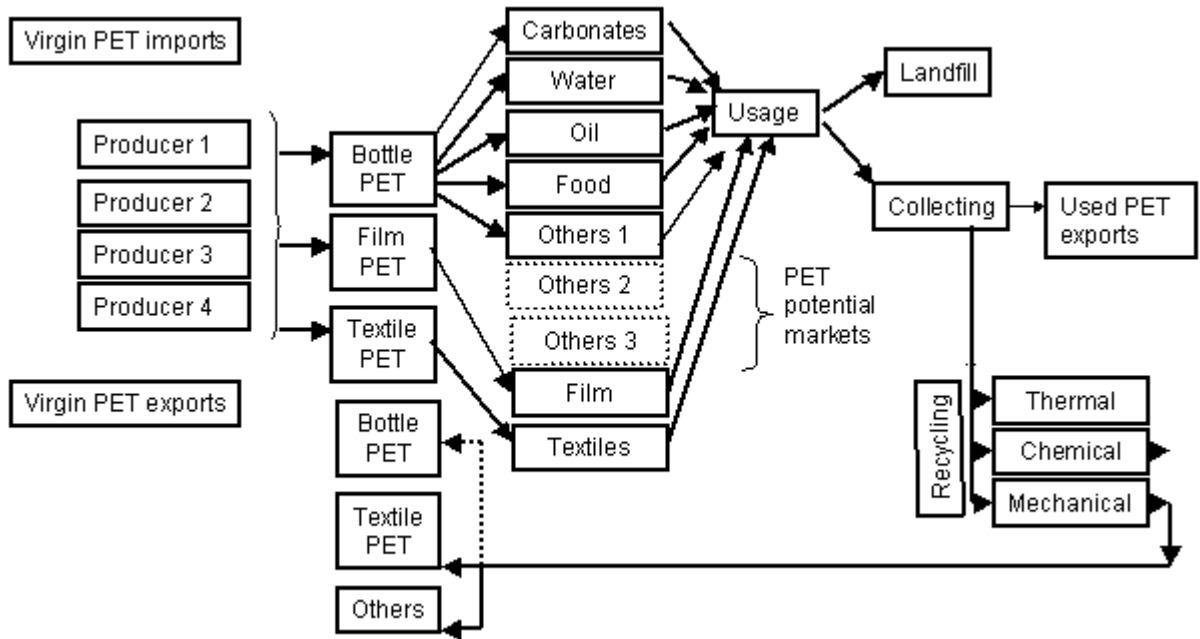 Virgin PET imports
Producer 1
Producer 2
Producer 3
Producer 4
Virgin PET exports
Bottle
PET
Film
PET
Textile
PET
Bottle
PET
Textile
PET
Others
Carbonates
Water
Oil
Food
Others 1
Others 2
Others 3
Film
Textiles
Usage
PET
potential
markets
Landfill
Collecting
Used PET
exports
Recycling
Thermal
Chemical
Mechanical